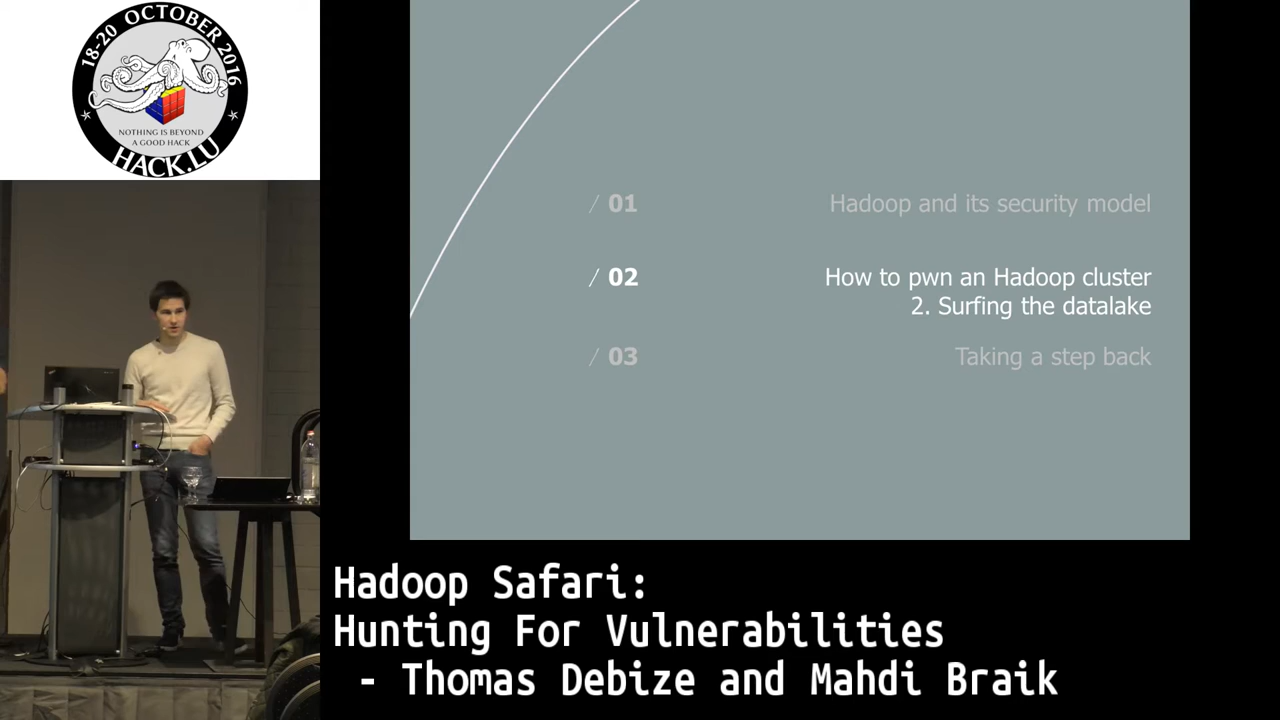 18-20 OCTOBER 2016
NOTHING IS BEYOND
A GOOD HACK
HACK.LU
/ 01 Hadoop and its security model
/ 02 How to pwn an Hadoop cluster
2. Surfing the datalake
/ 03 Taking a step back
Hadoop Safari:
Hunting For Vulnerabilities
- Thomas Debize and Mahdi Braik